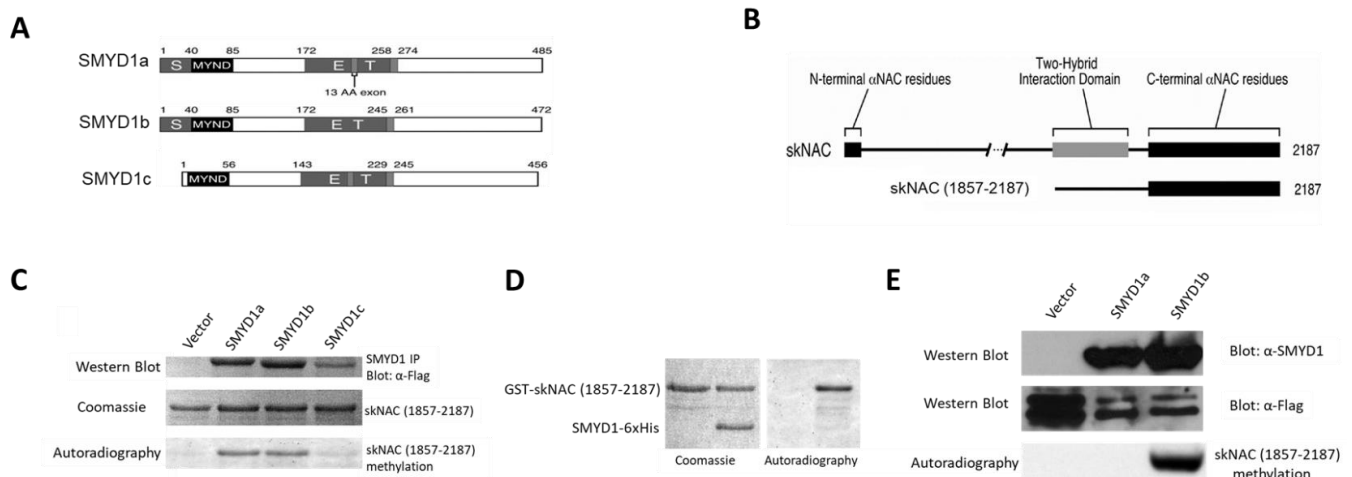 A
1 40 85 172 258 274 485
SMYD1a
S MYND E T
13 AA exon
1 40 85 172 245 261 472
SMYD1b
S MYND E T
1 56 143 229 245 456
SMYD1c
MYND E T
B
N-terminal αNAC residues
Two-Hybrid
Interaction Domain
C-terminal αNAC residues
skNAC 2187
skNAC (1857-2187) 2187
C
Vector SMYD1a SMYD1b SMYD1c
Western Blot
SMYD1 IP
Blot: α-Flag
Coomassie
skNAC (1857-2187)
Autoradiography
skNAC (1857-2187)
methylation
D
GST-skNAC (1857-2187)
SMYD1-6xHis
Coomassie Autoradiography
E
Vector SMYD1a SMYD1b
Western Blot Blot: α-SMYD1
Western Blot Blot: α-Flag
Autoradiography
skNAC (1857-2187)
methylation